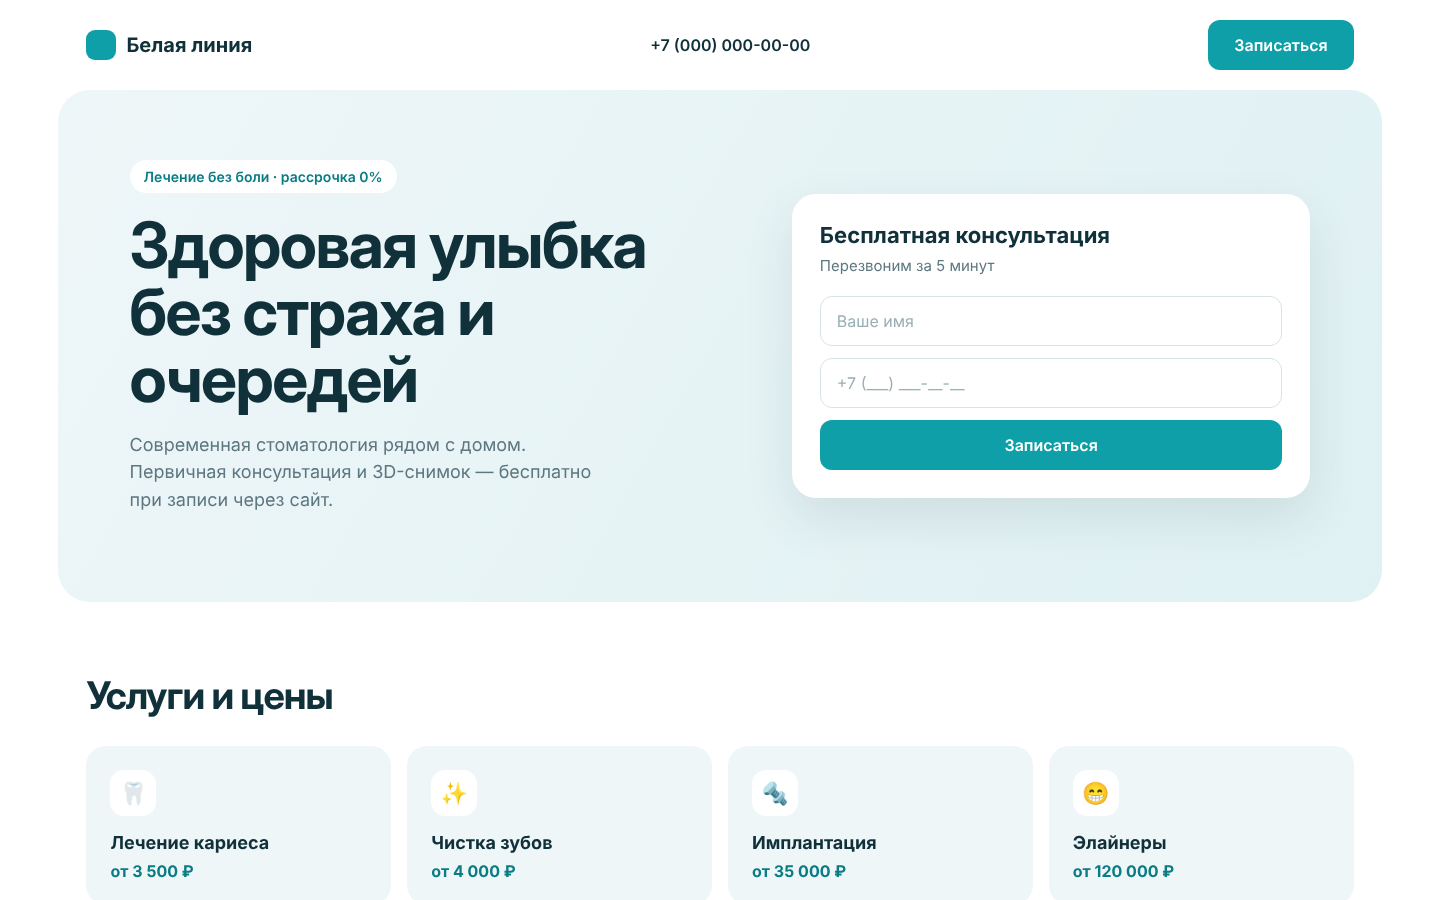 Белая линия
+7 (000) 000-00-00
Записаться
Лечение без боли · рассрочка 0%
Здоровая улыбка
без страха и
очередей
Современная стоматология рядом с домом.
Первичная консультация и 3D-снимок — бесплатно
при записи через сайт.
Бесплатная консультация
Перезвоним за 5 минут
Ваше имя
+7 (___) ___-__-__
Записаться
Услуги и цены
Лечение кариеса
от 3 500 ₽
Чистка зубов
от 4 000 ₽
Имплантация
от 35 000 ₽
Элайнеры
от 120 000 ₽